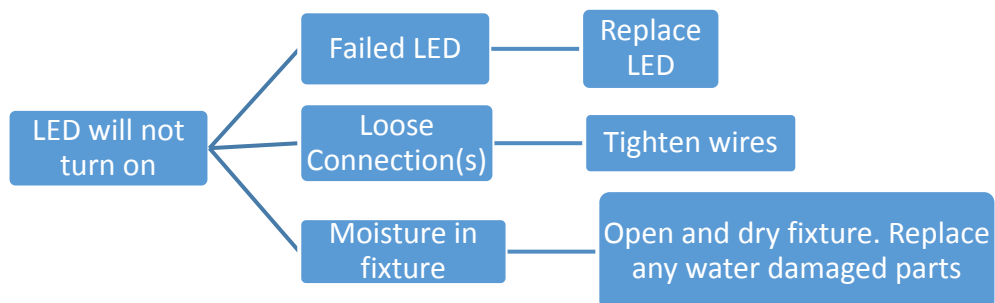 LED will not
turn on
Failed LED
Replace
LED
Loose
Connection(s)
Tighten wires
Moisture in
fixture
Open and dry fixture. Replace
any water damaged parts